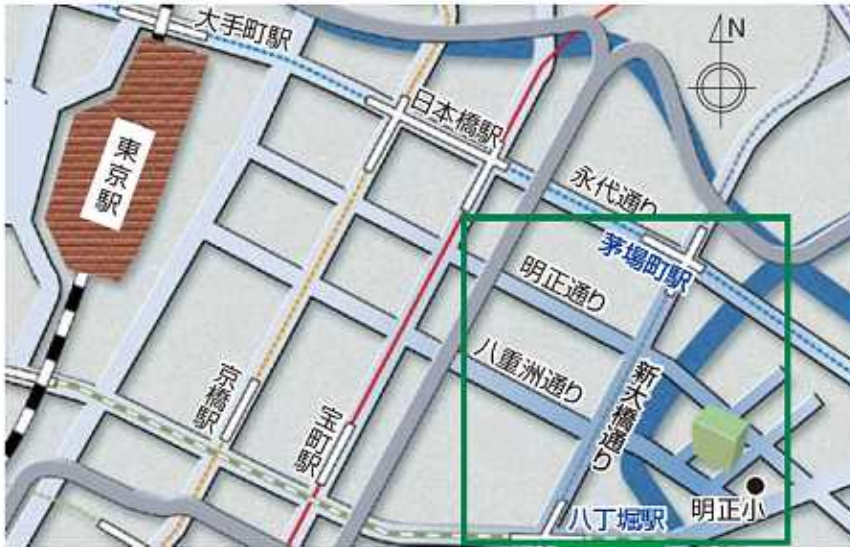 大手町駅
N
日本橋駅
東京駅
永代通り
茅場町駅
明正通り
八重洲通り
新大橋通り
京橋駅
宝町駅
八丁堀駅
明正小